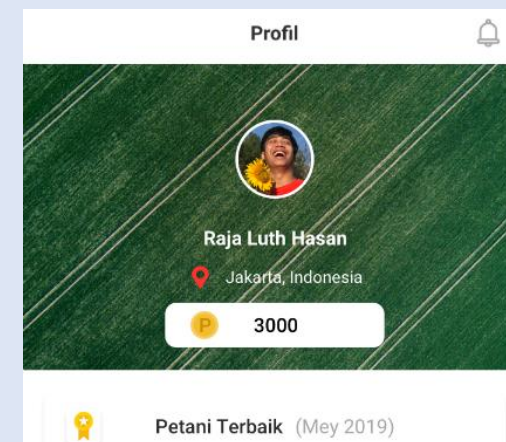 Profil
Raja Luth Hasan
Jakarta, Indonesia
P 3000
Petani Terbaik (Mey 2019)